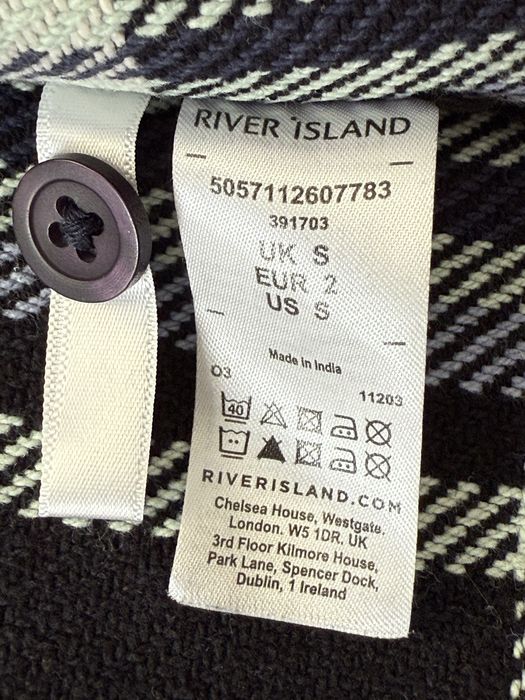 RIVER ISLAND
5057112607783
391703
UK S
EUR 2
US S
Made in India
03 11203
40
RIVERISLAND.COM
Chelsea House, Westgate.
London. W5 1DR. UK
3rd Floor Kilmore House,
Park Lane, Spencer Dock,
Dublin, 1 Ireland